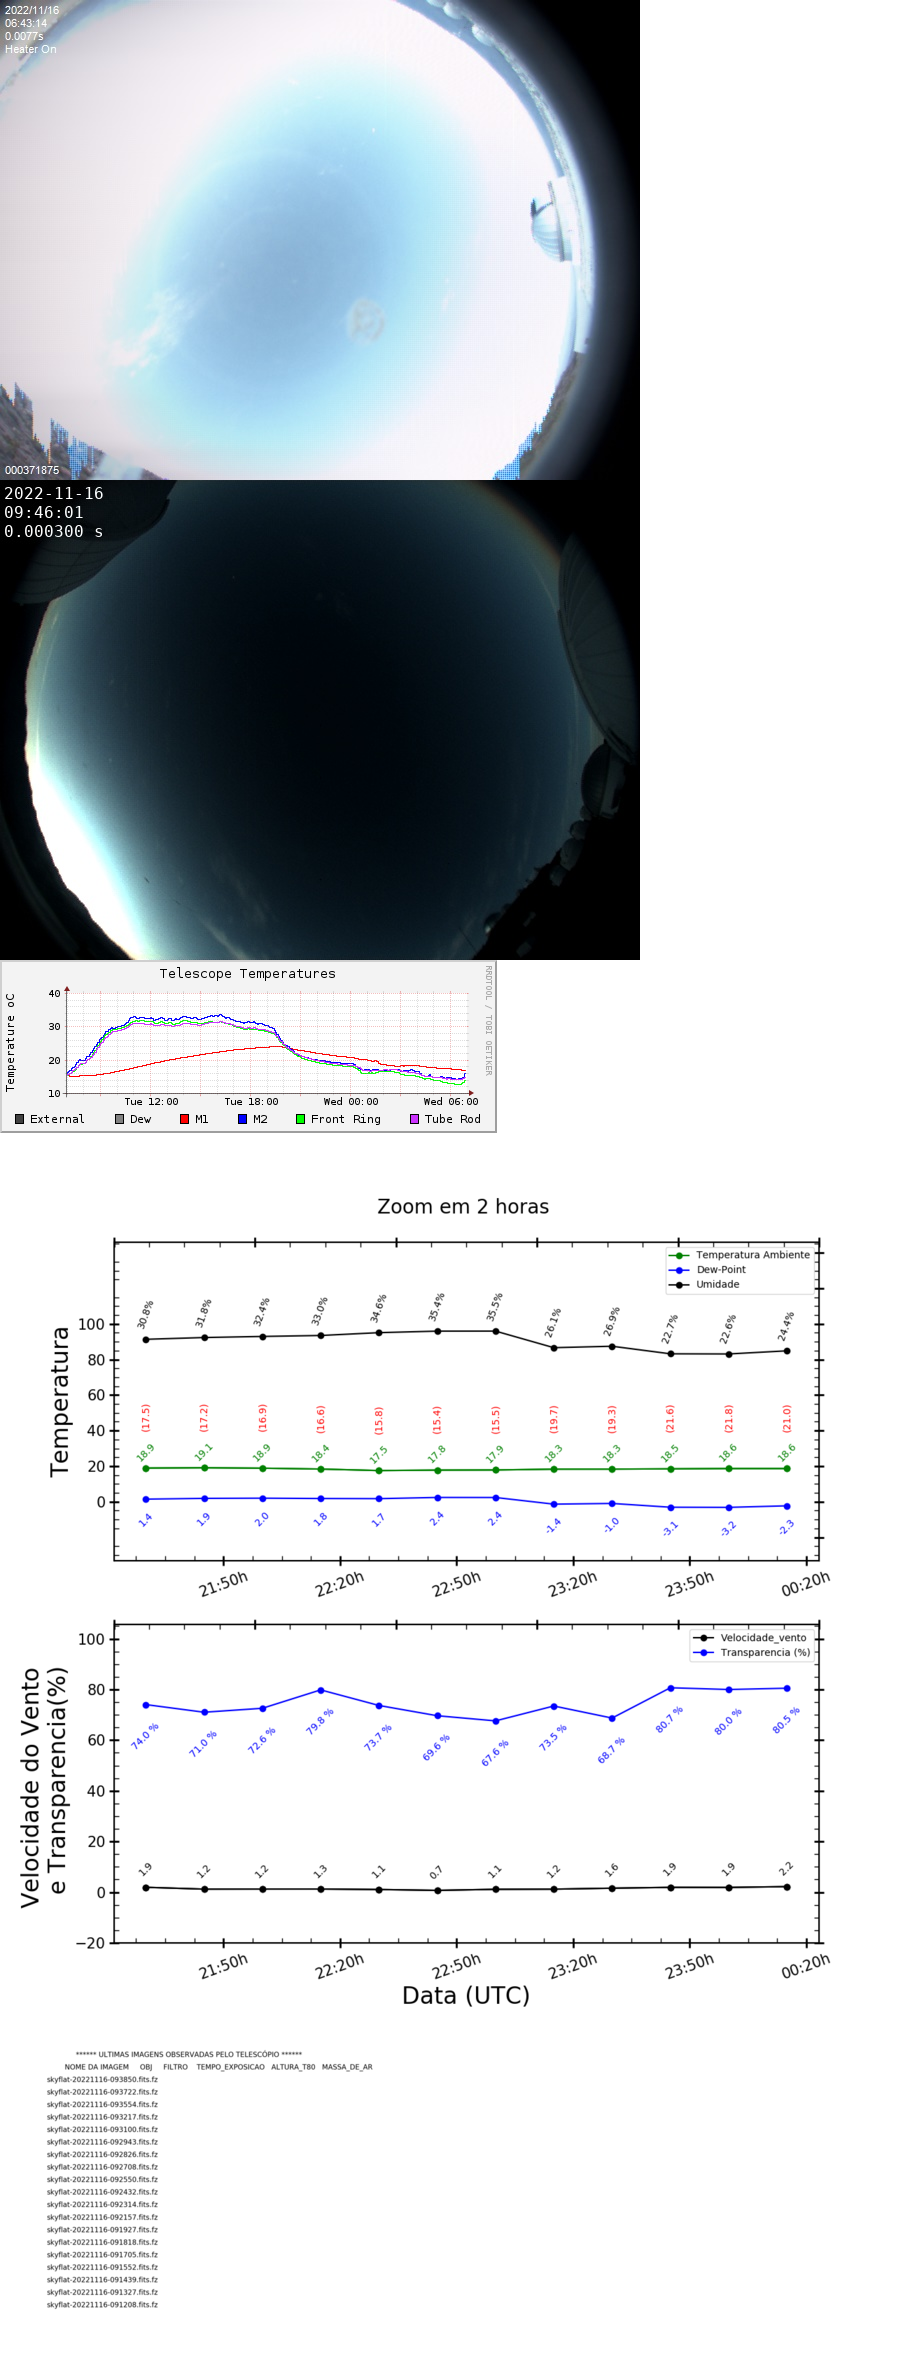 2022/11/16
06:43:14
0.0077s
Heater On
000371875
2022-11-16
09:46:01
0.000300 s
Telescope Temperatures
RRDTOOL / TOBI OETIKER
Temperature oC
40
30
20
10
Tue 12:00 Tue 18:00 Wed 00:00 Wed 06:00
External Dew M1 M2 Front Ring Tube Rod
Zoom em 2 horas
Temperatura Ambiente
Dew-Point
Umidade
Temperatura
100
80
60
40
20
0
30.8% 31.8% 32.4% 33.0% 34.6% 35.4% 35.5% 26.1% 26.9% 22.7% 22.6% 24.4%
(17.5) (17.2) (16.9) (16.6) (15.8) (15.4) (15.5) (19.7) (19.3) (21.6) (21.8) (21.0)
18.9 19.1 18.9 18.4 17.5 17.8 17.9 18.3 18.3 18.5 18.6 18.6
1.4 1.9 2.0 1.8 1.7 2.4 2.4 -1.4 -1.0 -3.1 -3.2 -2.3
21:50h 22:20h 22:50h 23:20h 23:50h 00:20h
Velocidade_vento
Transparencia (%)
Velocidade do Vento
e Transparencia(%)
100
80
60
40
20
0
−20
74.0 % 71.0 % 72.6 % 79.8 % 73.7 % 69.6 % 67.6 % 73.5 % 68.7 % 80.7 % 80.0 % 80.5 %
1.9 1.2 1.2 1.3 1.1 0.7 1.1 1.2 1.6 1.9 1.9 2.2
21:50h 22:20h 22:50h 23:20h 23:50h 00:20h
Data (UTC)
****** ULTIMAS IMAGENS OBSERVADAS PELO TELESCÓPIO ******
NOME DA IMAGEM OBJ FILTRO TEMPO_EXPOSICAO ALTURA_T80 MASSA_DE_AR
skyflat-20221116-093850.fits.fz
skyflat-20221116-093722.fits.fz
skyflat-20221116-093554.fits.fz
skyflat-20221116-093217.fits.fz
skyflat-20221116-093100.fits.fz
skyflat-20221116-092943.fits.fz
skyflat-20221116-092826.fits.fz
skyflat-20221116-092708.fits.fz
skyflat-20221116-092550.fits.fz
skyflat-20221116-092432.fits.fz
skyflat-20221116-092314.fits.fz
skyflat-20221116-092157.fits.fz
skyflat-20221116-091927.fits.fz
skyflat-20221116-091818.fits.fz
skyflat-20221116-091705.fits.fz
skyflat-20221116-091552.fits.fz
skyflat-20221116-091439.fits.fz
skyflat-20221116-091327.fits.fz
skyflat-20221116-091208.fits.fz